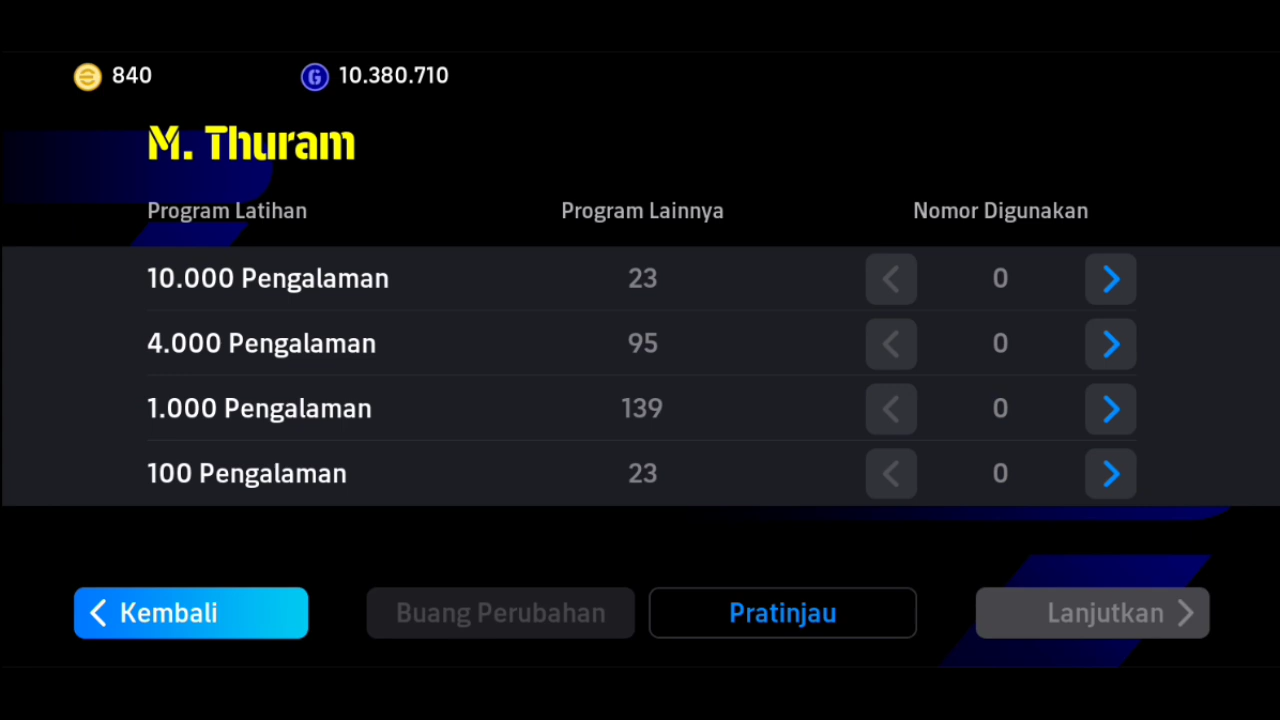 840 10.380.710
M. Thuram
Program Latihan Program Lainnya Nomor Digunakan
10.000 Pengalaman 23 0
4.000 Pengalaman 95 0
1.000 Pengalaman 139 0
100 Pengalaman 23 0
Kembali Buang Perubahan Pratinjau Lanjutkan